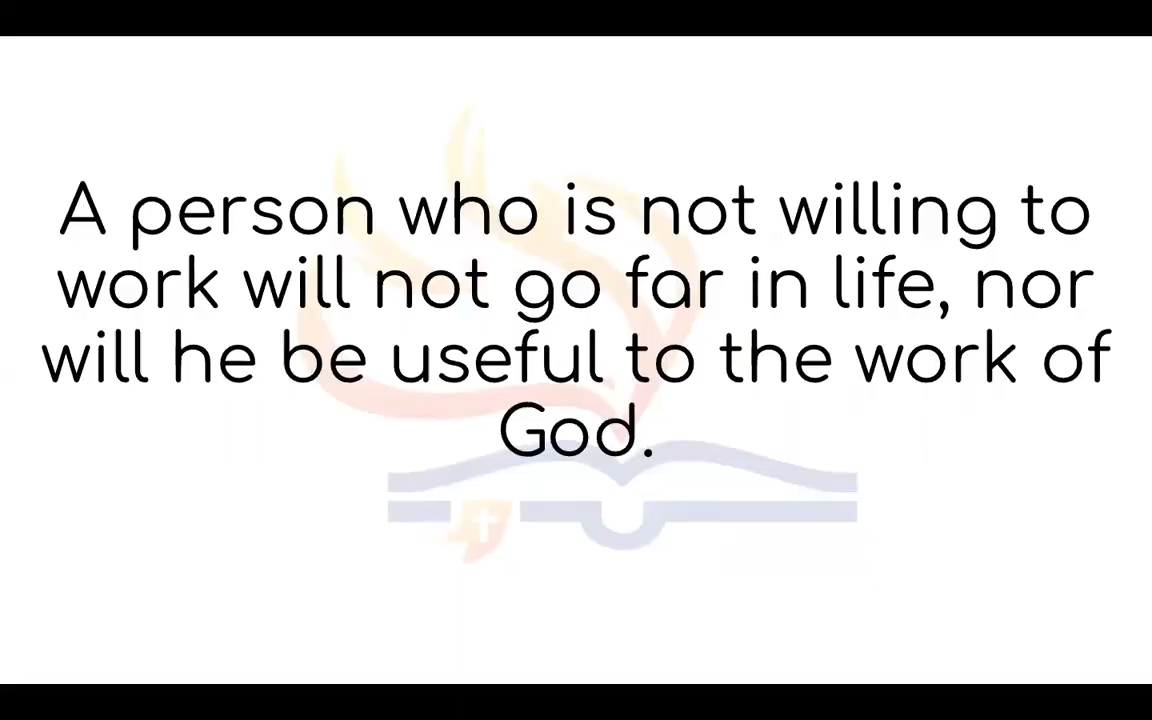 A person who is not willing to
work will not go far in life, nor
will he be useful to the work of
God.